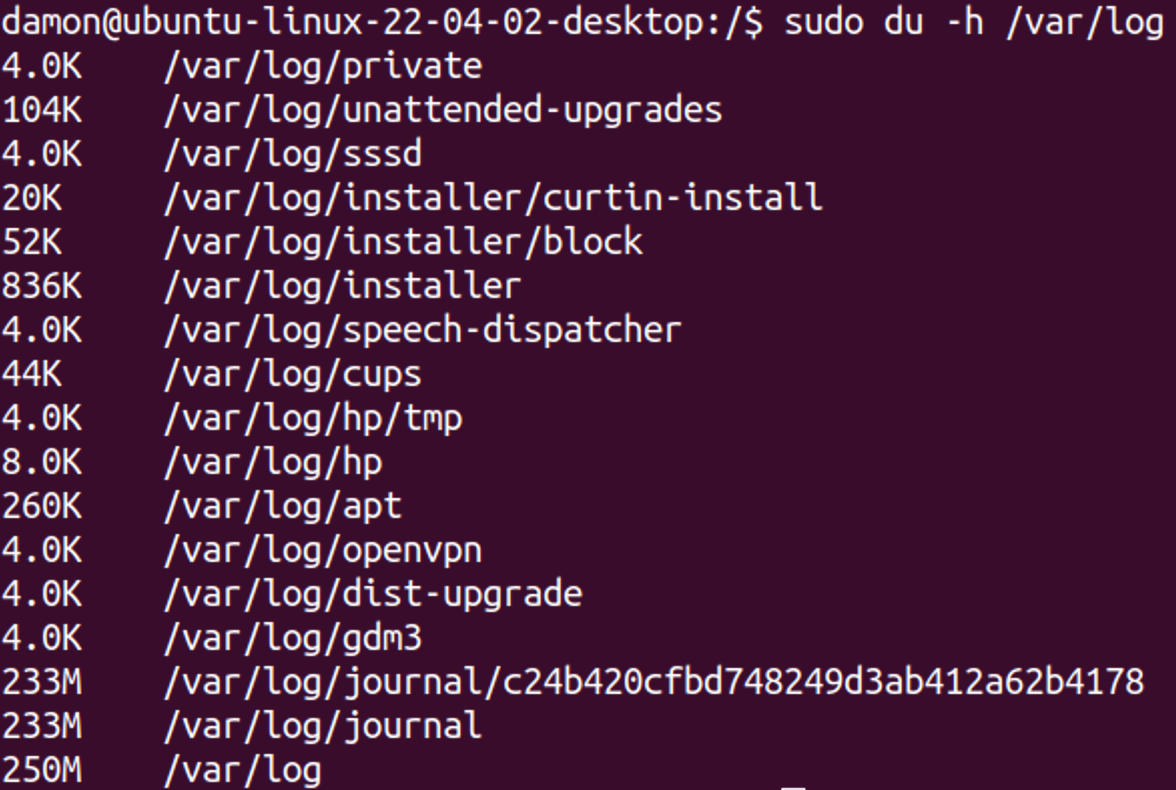 damon@ubuntu-linux-22-04-02-desktop:/$ sudo du -h /var/log
4.0K    /var/log/private
104K    /var/log/unattended-upgrades
4.0K    /var/log/sssd
20K     /var/log/installer/curtin-install
52K     /var/log/installer/block
836K    /var/log/installer
4.0K    /var/log/speech-dispatcher
44K     /var/log/cups
4.0K    /var/log/hp/tmp
8.0K    /var/log/hp
260K    /var/log/apt
4.0K    /var/log/openvpn
4.0K    /var/log/dist-upgrade
4.0K    /var/log/gdm3
233M    /var/log/journal/c24b420cfbd748249d3ab412a62b4178
233M    /var/log/journal
250M    /var/log